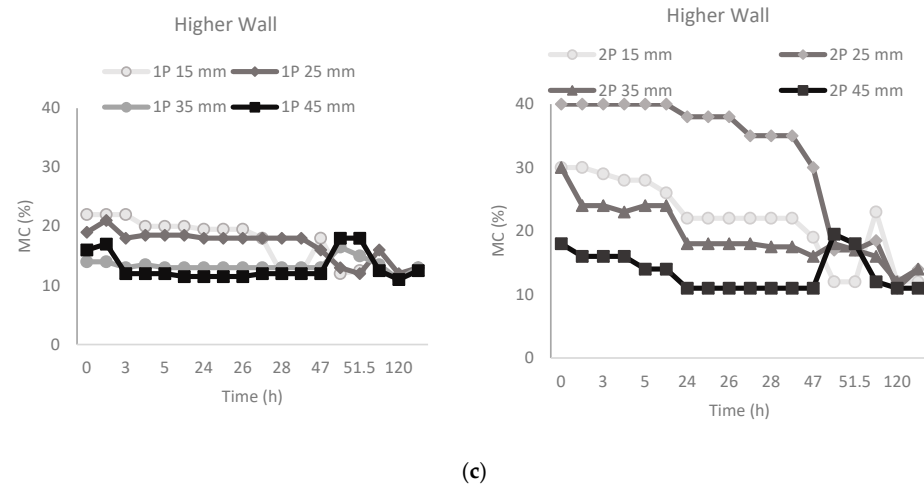 Higher Wall
1P 15 mm
1P 25 mm
1P 35 mm
1P 45 mm
40
30
20
10
0
MC (%)
0 3 5 24 26 28 47 51.5 120
Time (h)
Higher Wall
2P 15 mm
2P 25 mm
2P 35 mm
2P 45 mm
40
30
20
10
0
MC (%)
0 3 5 24 26 28 47 51.5 120
Time (h)
(c)